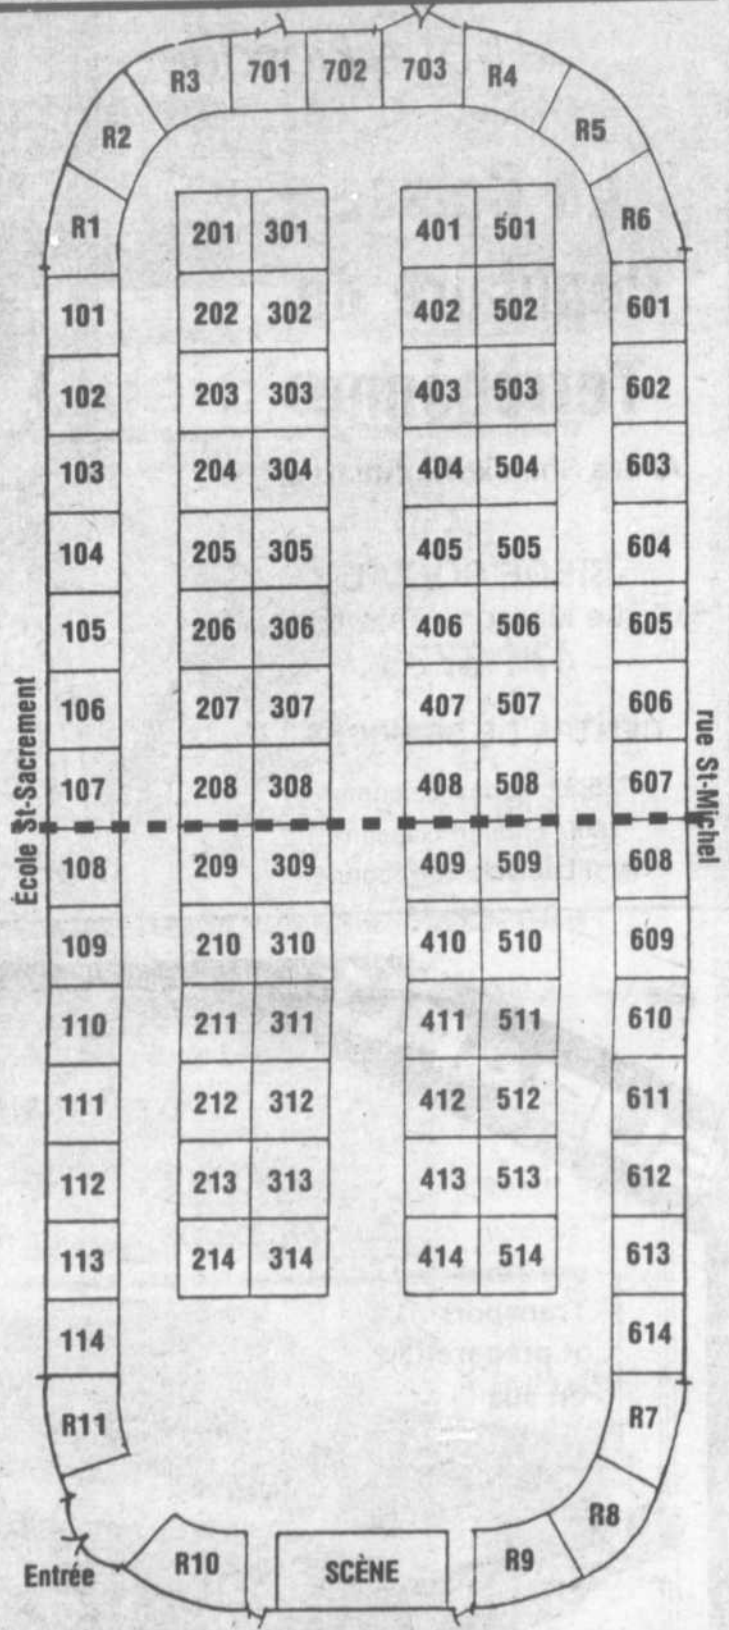 R3 701 702 703 R4
R2 R5
R1 201 301 401 501 R6
101 202 302 402 502 601
102 203 303 403 503 602
103 204 304 404 504 603
104 205 305 405 505 604
105 206 306 406 506 605
106 207 307 407 507 606
107 208 308 408 508 607
École St-Sacrement
rue St-Michel
108 209 309 409 509 608
109 210 310 410 510 609
110 211 311 411 511 610
111 212 312 412 512 611
112 213 313 413 513 612
113 214 314 414 514 613
114 614
R11 R7
R8
Entrée R10 SCÈNE R9